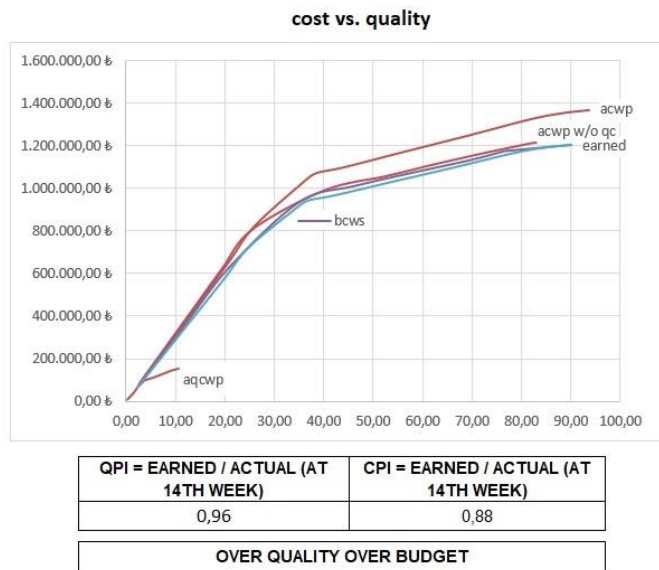 cost vs. quality
1.600.000,00 ₺
1.400.000,00 ₺
1.200.000,00 ₺
1.000.000,00 ₺
800.000,00 ₺
600.000,00 ₺
400.000,00 ₺
200.000,00 ₺
0,00 ₺
acwp
acwp w/o qc
earned
bcws
aqcwp
0,00 10,00 20,00 30,00 40,00 50,00 60,00 70,00 80,00 90,00 100,00
QPI = EARNED / ACTUAL (AT
14TH WEEK)
CPI = EARNED / ACTUAL (AT
14TH WEEK)
0,96
0,88
OVER QUALITY OVER BUDGET